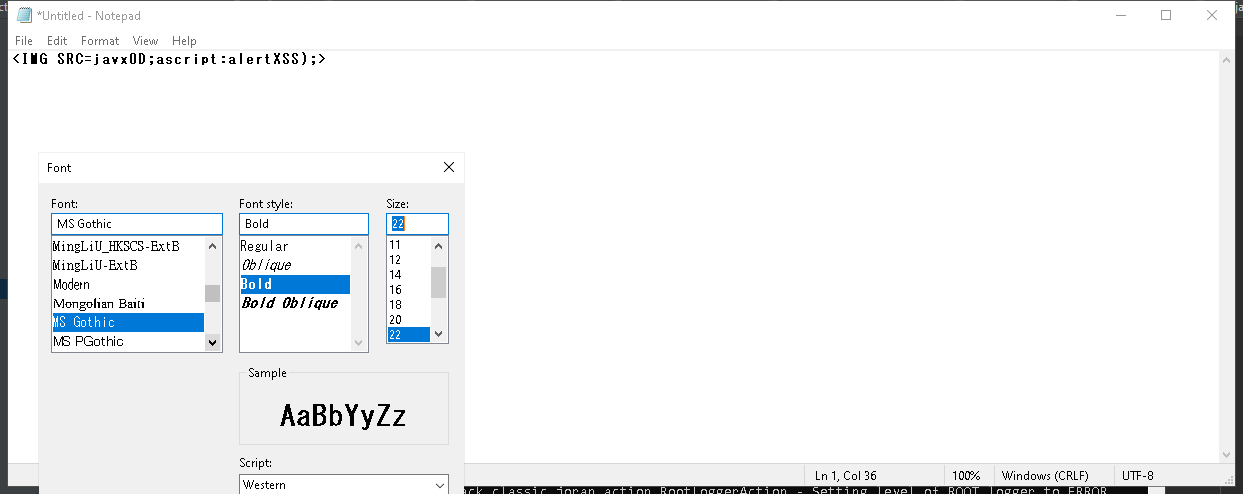 *Untitled - Notepad
File Edit Format View Help
<IMG SRC=javx0D;ascript:alertXSS);>
Font
Font: Font style: Size:
MS Gothic Bold 22
MingLiU_HKSCS-ExtB Regular 11
MingLiU-ExtB Oblique 12
Modern Bold 14
Mongolian Baiti Bold Oblique 16
MS Gothic 18
MS PGothic 20
22
Sample
AaBbYyZz
Script:
Western
Ln 1, Col 36 100% Windows (CRLF) UTF-8
ack.classic.joran.action.RootLoggerAction - Setting level of ROOT logger to ERROR